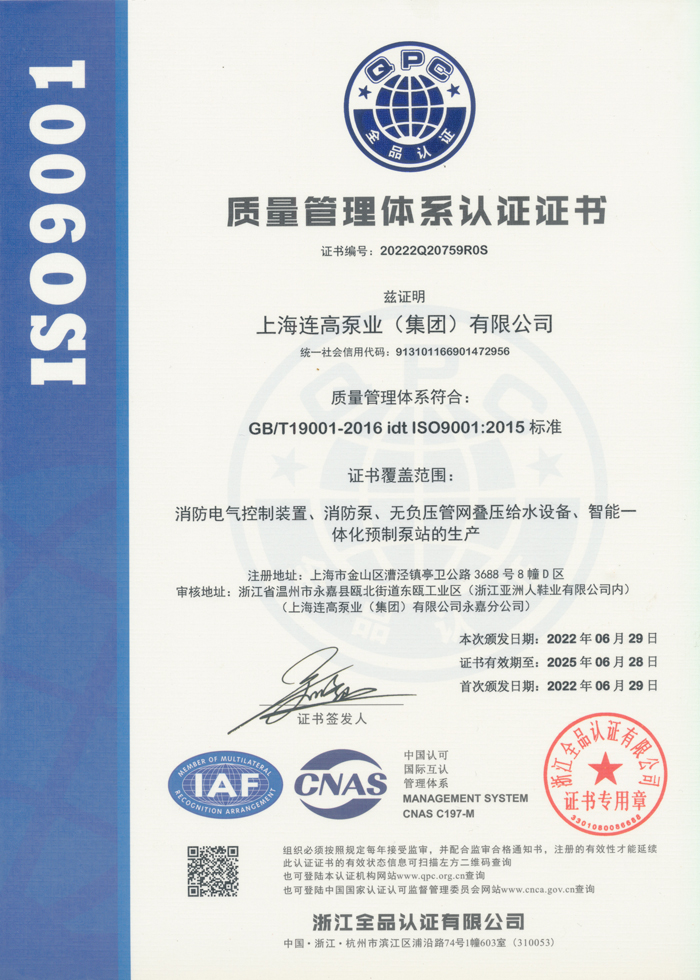 ISO9001
QPC
全品认证
质量管理体系认证证书
证书编号：20222Q20759R0S
兹证明
上海连高泵业（集团）有限公司
统一社会信用代码：913101166901472956
质量管理体系符合：
GB/T19001-2016 idt ISO9001:2015 标准
证书覆盖范围：
消防电气控制装置、消防泵、无负压管网叠压给水设备、智能一
体化预制泵站的生产
注册地址：上海市金山区漕泾镇亭卫公路 3688 号 8 幢 D 区
审核地址：浙江省温州市永嘉县瓯北街道东瓯工业区（浙江亚洲人鞋业有限公司内）
（上海连高泵业（集团）有限公司永嘉分公司）
本次颁发日期：2022 年 06 月 29 日
证书有效期至：2025 年 06 月 28 日
首次颁发日期：2022 年 06 月 29 日
证书签发人
MEMBER OF MULTILATERAL
IAF
RECOGNITION ARRANGEMENT
CNAS
中国认可
国际互认
管理体系
MANAGEMENT SYSTEM
CNAS C197-M
浙江全品认证有限公司
证书专用章
3301080086688
组织必须按照规定每年接受监审，并配合监审合格通知书，注册的有效性才能延续
此认证证书的有效状态信息可扫描左方二维码查询
也可登陆本认证机构网站www.qpc.org.cn查询
也可登陆中国国家认证认可监督管理委员会网站www.cnca.gov.cn查询
浙江全品认证有限公司
中国·浙江·杭州市滨江区浦沿路74号1幢603室（310053）